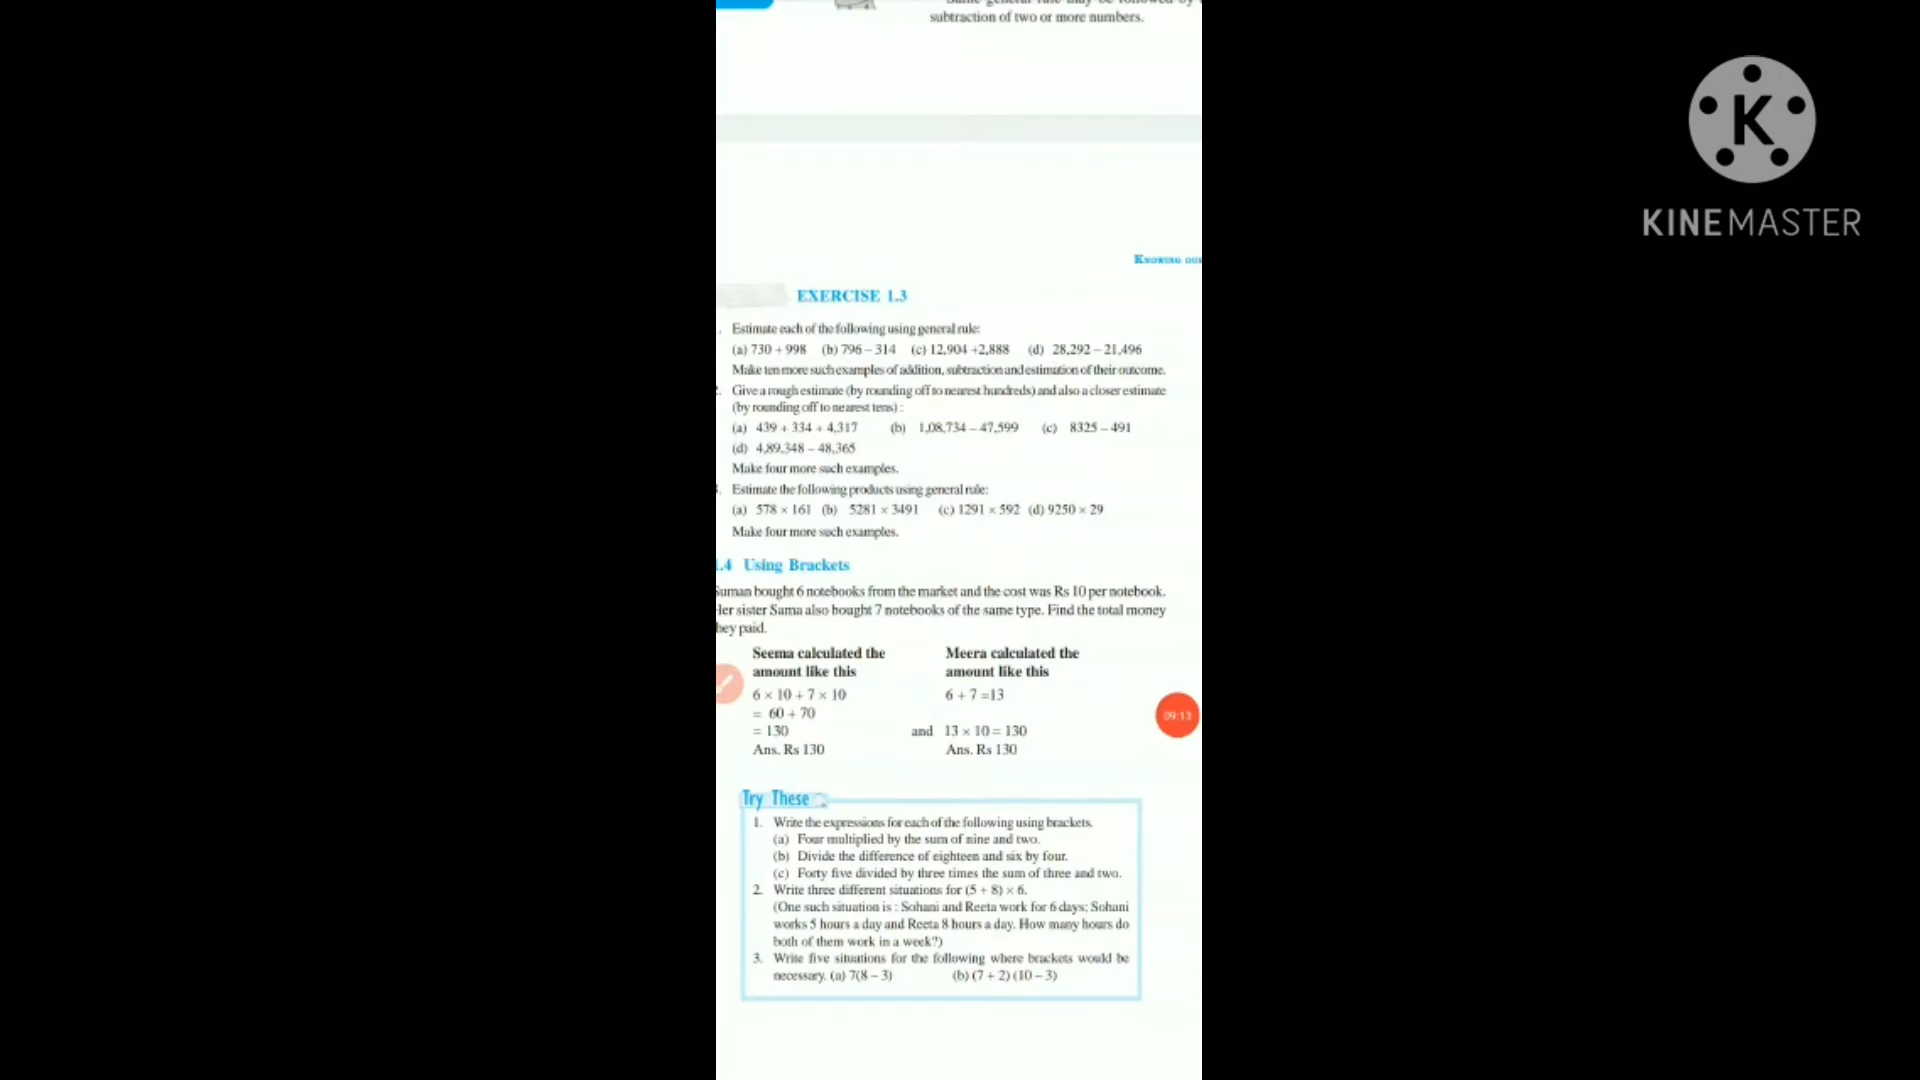 subtraction of two or more numbers.
K
KINEMASTER
KNOWING OUR
EXERCISE 1.3
Estimate each of the following using general rule:
(a) 730 + 998 (b) 796 – 314 (c) 12,904 +2,888 (d) 28,292 – 21,496
Make ten more such examples of addition, subtraction and estimation of their outcome.
2. Give a rough estimate (by rounding off to nearest hundreds) and also a closer estimate
(by rounding off to nearest tens) :
(a) 439 + 334 + 4,317 (b) 1,08,734 – 47,599 (c) 8325 – 491
(d) 4,89,348 – 48,365
Make four more such examples.
Estimate the following products using general rule:
(a) 578 × 161 (b) 5281 × 3491 (c) 1291 × 592 (d) 9250 × 29
Make four more such examples.
.4 Using Brackets
Suman bought 6 notebooks from the market and the cost was Rs 10 per notebook.
Her sister Sama also bought 7 notebooks of the same type. Find the total money
hey paid.
Seema calculated the Meera calculated the
amount like this amount like this
6 × 10 + 7 × 10 6 + 7 =13
= 60 + 70
= 130 and 13 × 10 = 130
Ans. Rs 130 Ans. Rs 130
09:13
Try These
1. Write the expressions for each of the following using brackets.
(a) Four multiplied by the sum of nine and two.
(b) Divide the difference of eighteen and six by four.
(c) Forty five divided by three times the sum of three and two.
2. Write three different situations for (5 + 8) × 6.
(One such situation is : Sohani and Reeta work for 6 days; Sohani
works 5 hours a day and Reeta 8 hours a day. How many hours do
both of them work in a week?)
3. Write five situations for the following where brackets would be
necessary. (a) 7(8 – 3) (b) (7 + 2) (10 – 3)